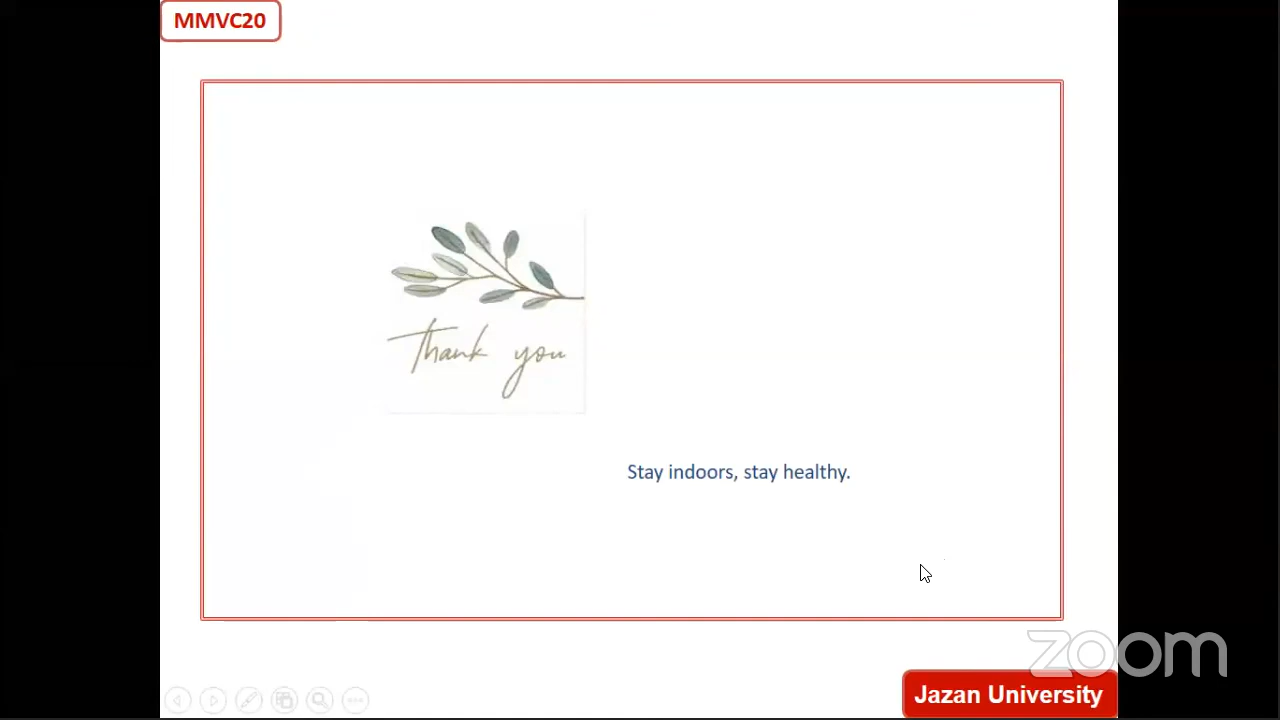 MMVC20
Thank you
Stay indoors, stay healthy.
zoom
Jazan University